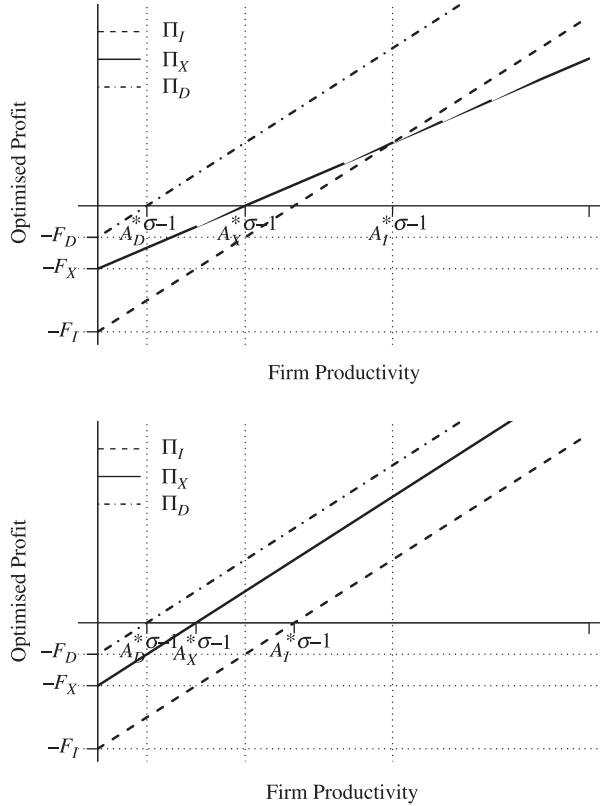 Π_I
Π_X
Π_D
Optimised Profit
A_D^{*σ−1} A_X^{*σ−1} A_I^{*σ−1}
−F_D
−F_X
−F_I
Firm Productivity
Π_I
Π_X
Π_D
Optimised Profit
A_D^{*σ−1} A_X^{*σ−1} A_I^{*σ−1}
−F_D
−F_X
−F_I
Firm Productivity